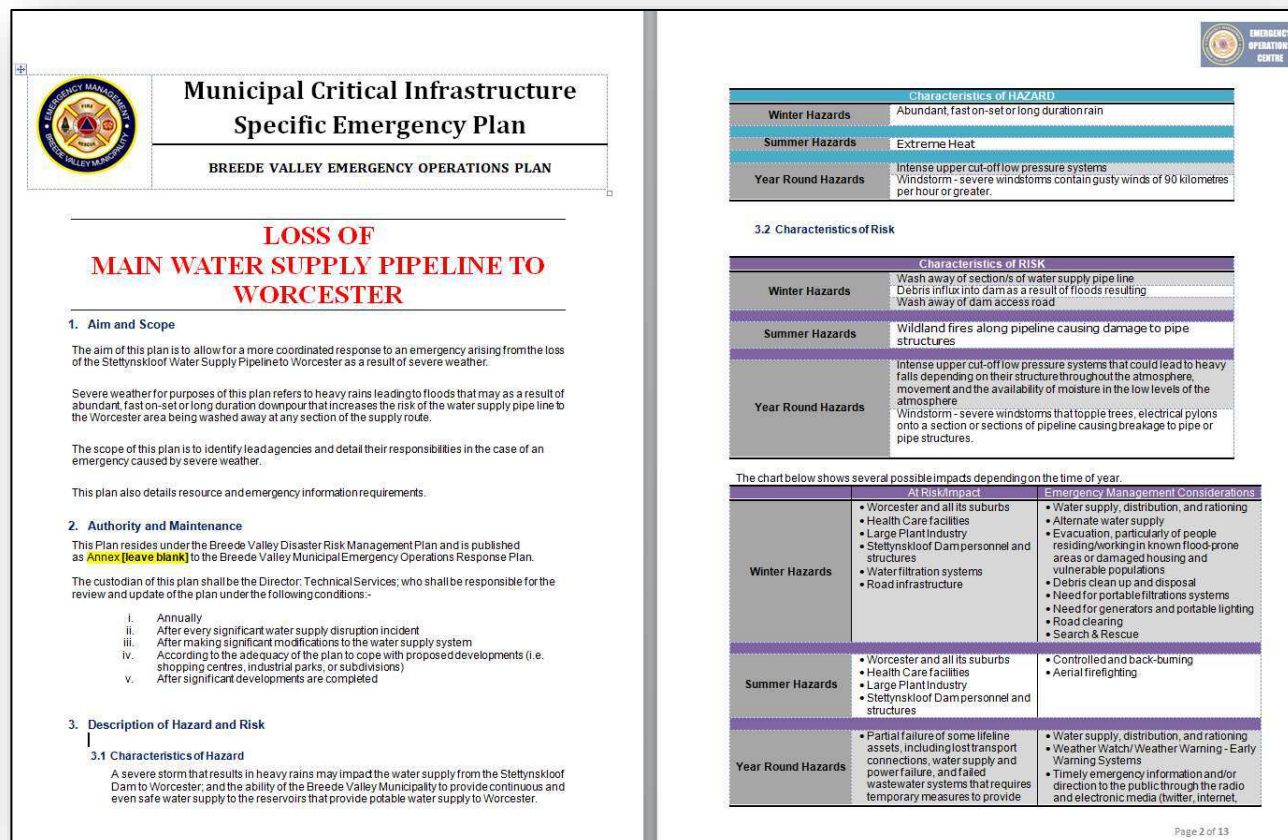 EMERGENCY MANAGEMENT
FIRE
RESCUE
BREEDE VALLEY MUNICIPALITY
Municipal Critical Infrastructure
Specific Emergency Plan
BREEDE VALLEY EMERGENCY OPERATIONS PLAN
LOSS OF
MAIN WATER SUPPLY PIPELINE TO
WORCESTER
1. Aim and Scope
The aim of this plan is to allow for a more coordinated response to an emergency arising from the loss
of the Stettynskloof Water Supply Pipeline to Worcester as a result of severe weather.
Severe weather for purposes of this plan refers to heavy rains leading to floods that may as a result of
abundant, fast on-set or long duration downpour that increases the risk of the water supply pipe line to
the Worcester area being washed away at any section of the supply route.
The scope of this plan is to identify lead agencies and detail their responsibilities in the case of an
emergency caused by severe weather.
This plan also details resource and emergency information requirements.
2. Authority and Maintenance
This Plan resides under the Breede Valley Disaster Risk Management Plan and is published
as Annex [leave blank] to the Breede Valley Municipal Emergency Operations Response Plan.
The custodian of this plan shall be the Director: Technical Services; who shall be responsible for the
review and update of the plan under the following conditions:-
i. Annually
ii. After every significant water supply disruption incident
iii. After making significant modifications to the water supply system
iv. According to the adequacy of the plan to cope with proposed developments (i.e.
shopping centres, industrial parks, or subdivisions)
v. After significant developments are completed
3. Description of Hazard and Risk
3.1 Characteristics of Hazard
A severe storm that results in heavy rains may impact the water supply from the Stettynskloof
Dam to Worcester; and the ability of the Breede Valley Municipality to provide continuous and
even safe water supply to the reservoirs that provide potable water supply to Worcester.
EMERGENCY
OPERATIONS
CENTRE
Characteristics of HAZARD
Winter Hazards
Abundant, fast on-set or long duration rain
Summer Hazards
Extreme Heat
Year Round Hazards
Intense upper cut-off low pressure systems
Windstorm - severe windstorms contain gusty winds of 90 kilometres
per hour or greater.
3.2 Characteristics of Risk
Characteristics of RISK
Winter Hazards
Wash away of section/s of water supply pipe line
Debris influx into dam as a result of floods resulting
Wash away of dam access road
Summer Hazards
Wildland fires along pipeline causing damage to pipe
structures
Year Round Hazards
Intense upper cut-off low pressure systems that could lead to heavy
falls depending on their structure throughout the atmosphere,
movement and the availability of moisture in the low levels of the
atmosphere
Windstorm - severe windstorms that topple trees, electrical pylons
onto a section or sections of pipeline causing breakage to pipe or
pipe structures.
The chart below shows several possible impacts depending on the time of year.
At Risk/Impact
Emergency Management Considerations
Winter Hazards
• Worcester and all its suburbs
• Health Care facilities
• Large Plant Industry
• Stettynskloof Dam personnel and
structures
• Water filtration systems
• Road infrastructure
• Water supply, distribution, and rationing
• Alternate water supply
• Evacuation, particularly of people
residing/working in known flood-prone
areas or damaged housing and
vulnerable populations
• Debris clean up and disposal
• Need for portable filtrations systems
• Need for generators and portable lighting
• Road clearing
• Search & Rescue
Summer Hazards
• Worcester and all its suburbs
• Health Care facilities
• Large Plant Industry
• Stettynskloof Dam personnel and
structures
• Controlled and back-burning
• Aerial firefighting
Year Round Hazards
• Partial failure of some lifeline
assets, including lost transport
connections, water supply and
power failure, and failed
wastewater systems that requires
temporary measures to provide
• Water supply, distribution, and rationing
• Weather Watch/ Weather Warning - Early
Warning Systems
• Timely emergency information and/or
direction to the public through the radio
and electronic media (twitter, internet,
Page 2 of 13